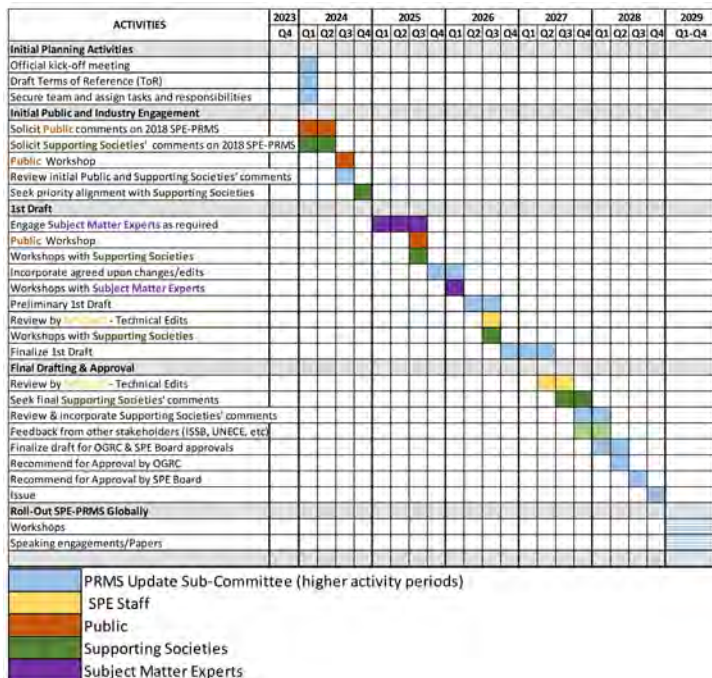 ACTIVITIES 2023 2024 2025 2026 2027 2028 2029
Q4 Q1 Q2 Q3 Q4 Q1 Q2 Q3 Q4 Q1 Q2 Q3 Q4 Q1 Q2 Q3 Q4 Q1 Q2 Q3 Q4 Q1-Q4
Initial Planning Activities
Official kick-off meeting
Draft Terms of Reference (ToR)
Secure team and assign tasks and responsibilities
Initial Public and Industry Engagement
Solicit Public comments on 2018 SPE-PRMS
Solicit Supporting Societies' comments on 2018 SPE-PRMS
Public Workshop
Review initial Public and Supporting Societies' comments
Seek priority alignment with Supporting Societies
1st Draft
Engage Subject Matter Experts as required
Public Workshop
Workshops with Supporting Societies
Incorporate agreed upon changes/edits
Workshops with Subject Matter Experts
Preliminary 1st Draft
Review by - Technical Edits
Workshops with Supporting Societies
Finalize 1st Draft
Final Drafting & Approval
Review by - Technical Edits
Seek final Supporting Societies' comments
Review & incorporate Supporting Societies' comments
Feedback from other stakeholders (ISSB, UNECE, etc)
Finalize draft for OGRC & SPE Board approvals
Recommend for Approval by OGRC
Recommend for Approval by SPE Board
Issue
Roll-Out SPE-PRMS Globally
Workshops
Speaking engagements/Papers
PRMS Update Sub-Committee (higher activity periods)
SPE Staff
Public
Supporting Societies
Subject Matter Experts